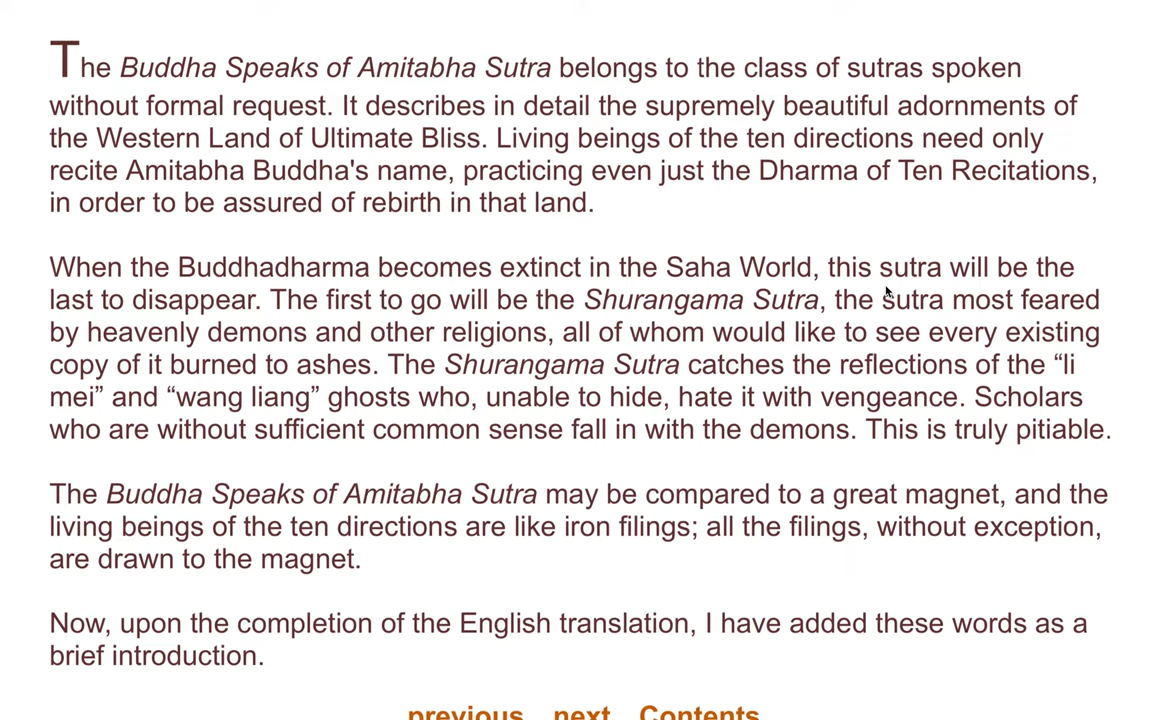 The Buddha Speaks of Amitabha Sutra belongs to the class of sutras spoken
without formal request. It describes in detail the supremely beautiful adornments of
the Western Land of Ultimate Bliss. Living beings of the ten directions need only
recite Amitabha Buddha's name, practicing even just the Dharma of Ten Recitations,
in order to be assured of rebirth in that land.
When the Buddhadharma becomes extinct in the Saha World, this sutra will be the
last to disappear. The first to go will be the Shurangama Sutra, the sutra most feared
by heavenly demons and other religions, all of whom would like to see every existing
copy of it burned to ashes. The Shurangama Sutra catches the reflections of the “li
mei” and “wang liang” ghosts who, unable to hide, hate it with vengeance. Scholars
who are without sufficient common sense fall in with the demons. This is truly pitiable.
The Buddha Speaks of Amitabha Sutra may be compared to a great magnet, and the
living beings of the ten directions are like iron filings; all the filings, without exception,
are drawn to the magnet.
Now, upon the completion of the English translation, I have added these words as a
brief introduction.
previous next Contents